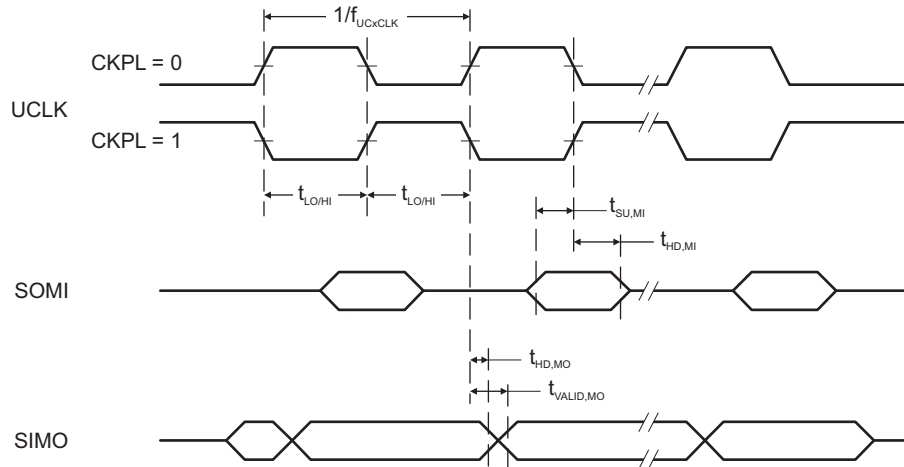 1/fUCxCLK
CKPL = 0
UCLK
CKPL = 1
tLO/HI tLO/HI
tSU,MI
tHD,MI
SOMI
tHD,MO
tVALID,MO
SIMO